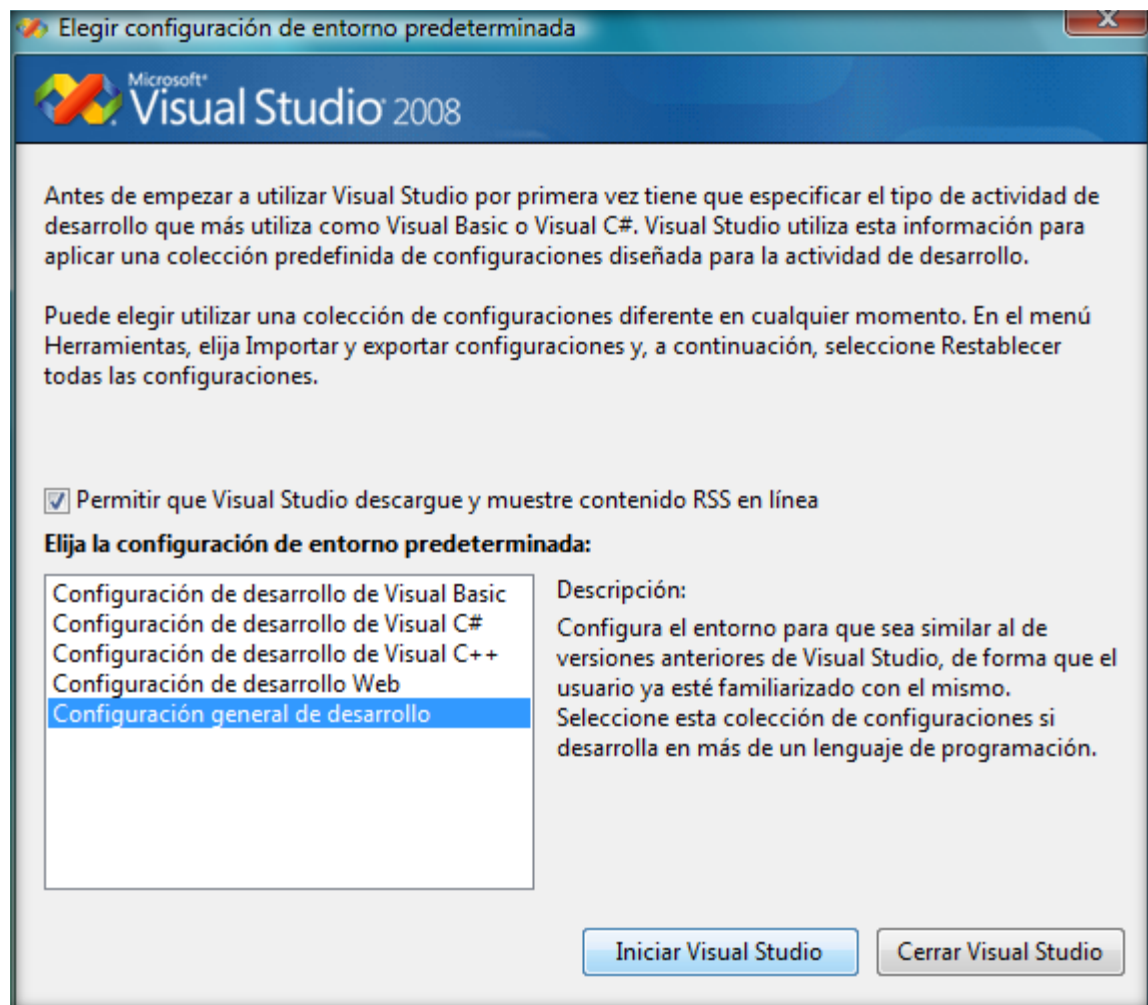 Elegir configuración de entorno predeterminada
Microsoft®
Visual Studio® 2008
Antes de empezar a utilizar Visual Studio por primera vez tiene que especificar el tipo de actividad de
desarrollo que más utiliza como Visual Basic o Visual C#. Visual Studio utiliza esta información para
aplicar una colección predefinida de configuraciones diseñada para la actividad de desarrollo.
Puede elegir utilizar una colección de configuraciones diferente en cualquier momento. En el menú
Herramientas, elija Importar y exportar configuraciones y, a continuación, seleccione Restablecer
todas las configuraciones.
Permitir que Visual Studio descargue y muestre contenido RSS en línea
Elija la configuración de entorno predeterminada:
Configuración de desarrollo de Visual Basic
Configuración de desarrollo de Visual C#
Configuración de desarrollo de Visual C++
Configuración de desarrollo Web
Configuración general de desarrollo
Descripción:
Configura el entorno para que sea similar al de
versiones anteriores de Visual Studio, de forma que el
usuario ya esté familiarizado con el mismo.
Seleccione esta colección de configuraciones si
desarrolla en más de un lenguaje de programación.
Iniciar Visual Studio
Cerrar Visual Studio